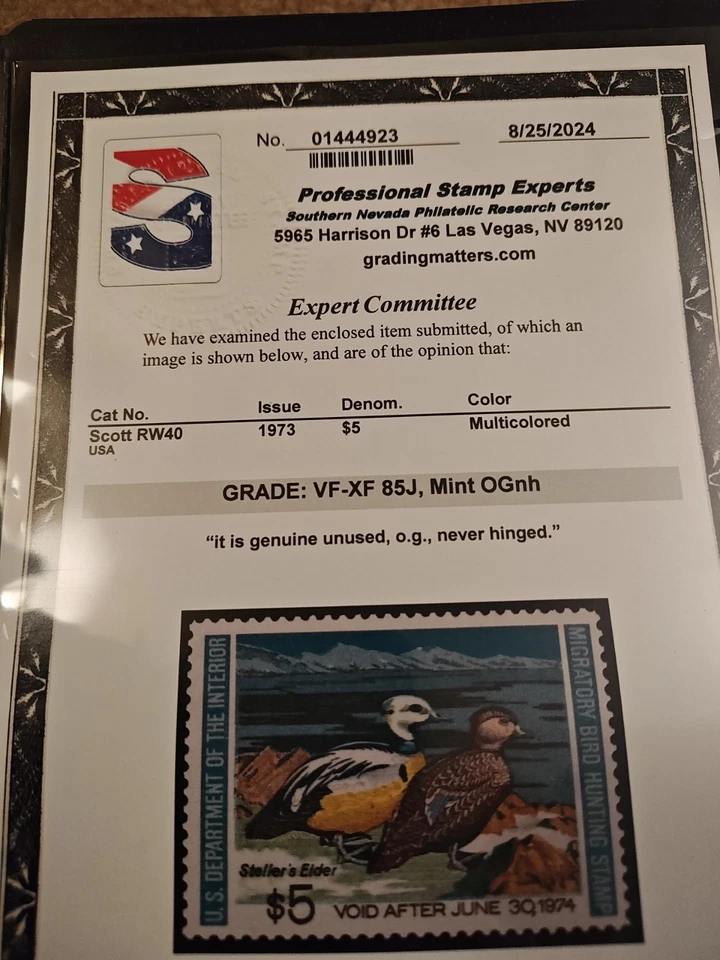 No. 01444923
8/25/2024
Professional Stamp Experts
Southern Nevada Philatelic Research Center
5965 Harrison Dr #6 Las Vegas, NV 89120
gradingmatters.com
Expert Committee
We have examined the enclosed item submitted, of which an
image is shown below, and are of the opinion that:
Cat No. Issue Denom. Color
Scott RW40 1973 $5 Multicolored
USA
GRADE: VF-XF 85J, Mint OGnh
“it is genuine unused, o.g., never hinged.”
U.S. DEPARTMENT OF THE INTERIOR
MIGRATORY BIRD HUNTING STAMP
Steller's Eider
$5 VOID AFTER JUNE 30, 1974